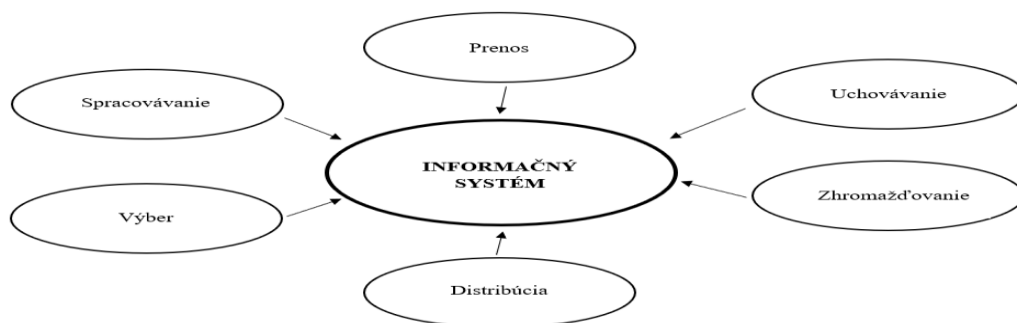 Prenos
Spracovávanie
Uchovávanie
INFORMAČNÝ
SYSTÉM
Zhromažďovanie
Výber
Distribúcia